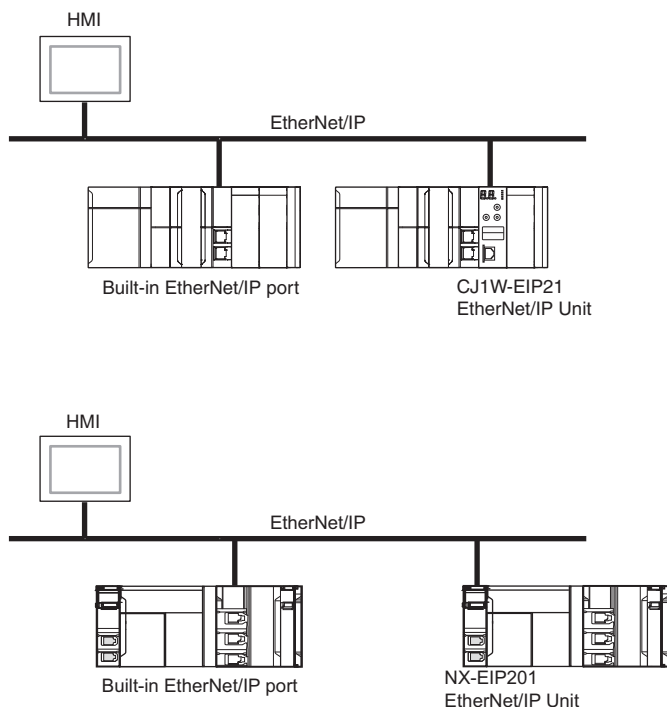 HMI
EtherNet/IP
Built-in EtherNet/IP port
CJ1W-EIP21
EtherNet/IP Unit
HMI
EtherNet/IP
Built-in EtherNet/IP port
NX-EIP201
EtherNet/IP Unit